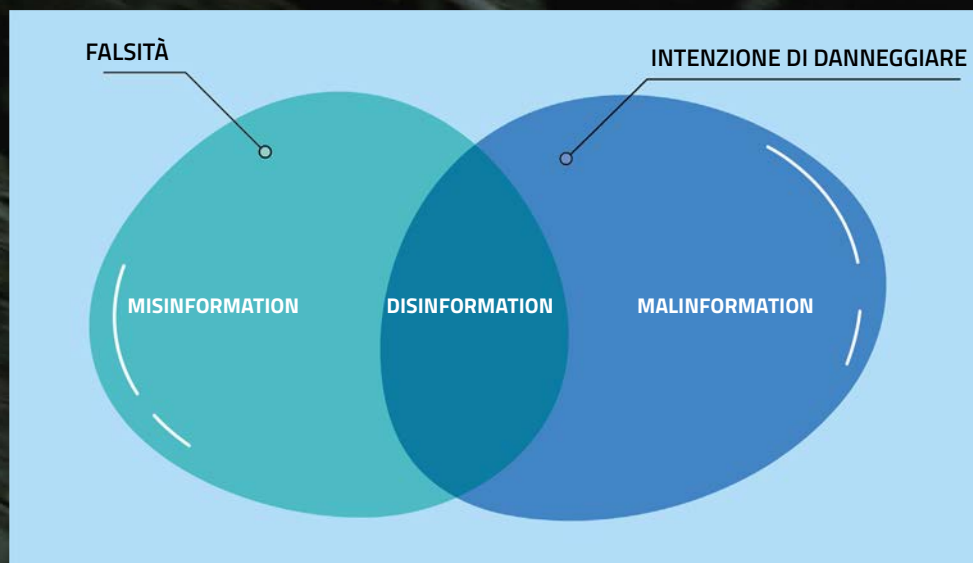 FALSITÀ
INTENZIONE DI DANNEGGIARE
MISINFORMATION
DISINFORMATION
MALINFORMATION